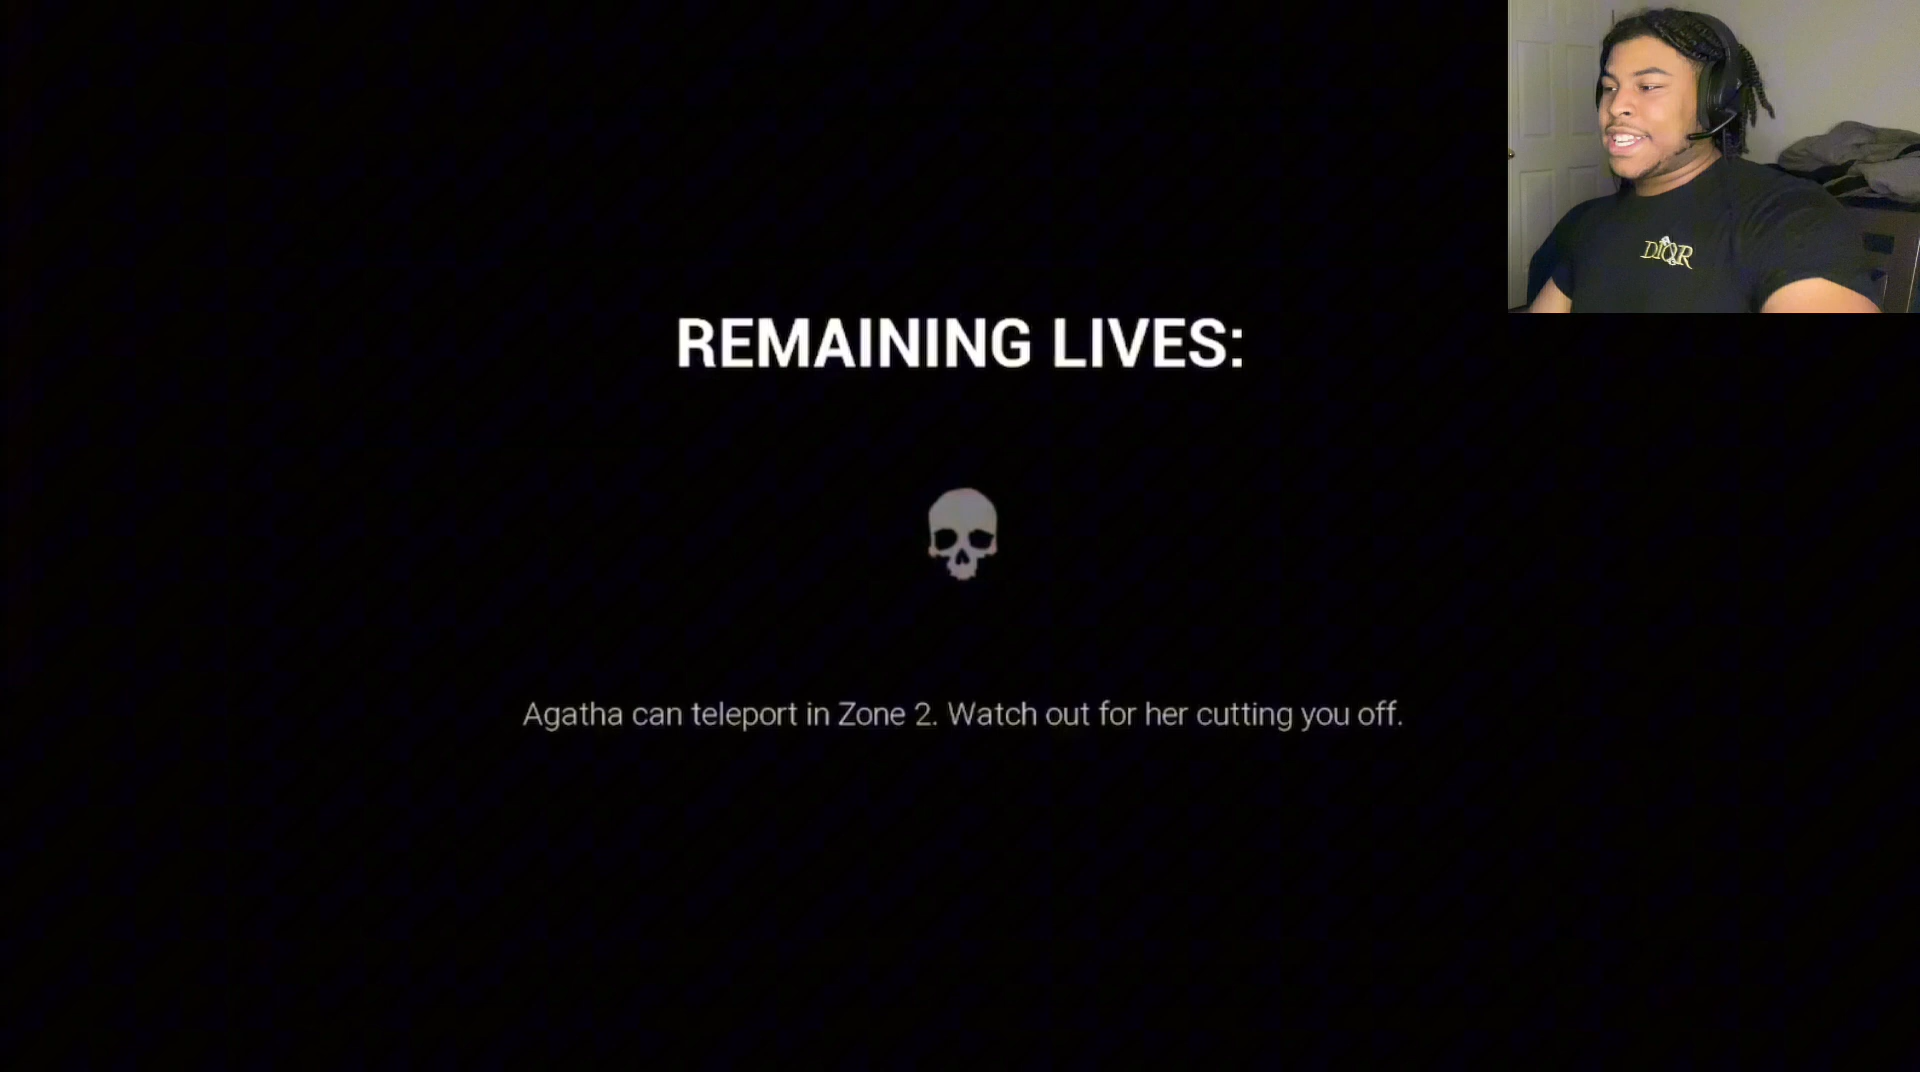 REMAINING LIVES:
Agatha can teleport in Zone 2. Watch out for her cutting you off.
DIOR